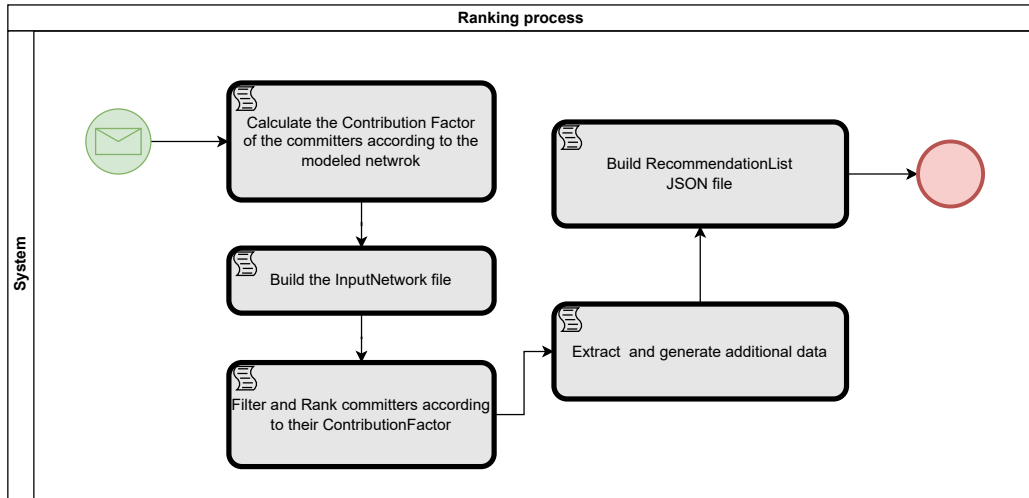 Ranking process
System
Calculate the Contribution Factor
of the committers according to the
modeled netwrok
Build the InputNetwork file
Filter and Rank committers according
to their ContributionFactor
Extract  and generate additional data
Build RecommendationList
JSON file